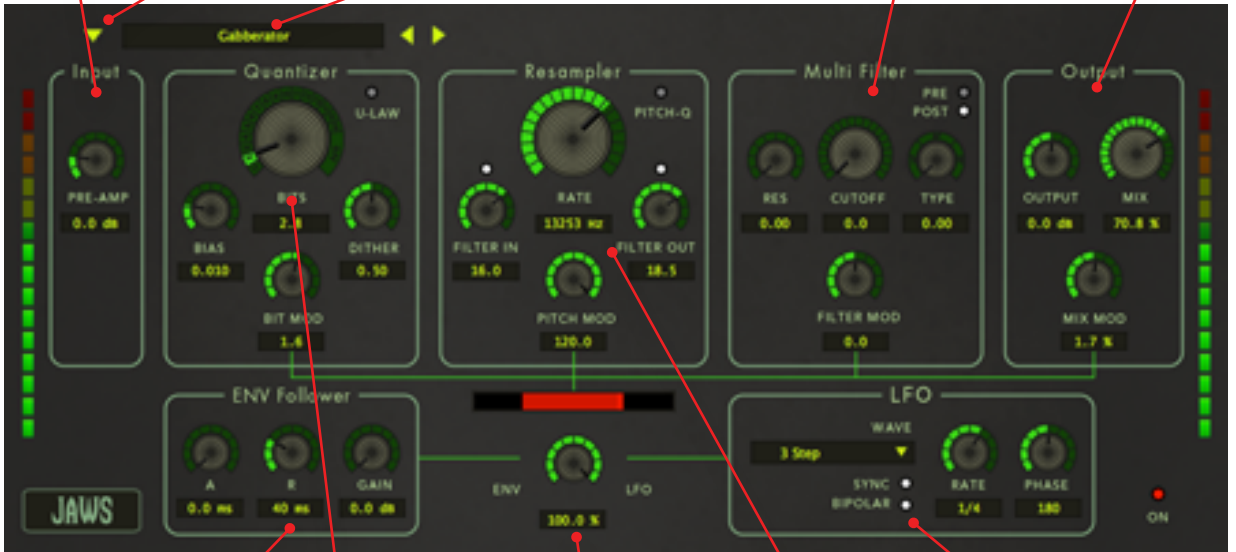 Gabberator
Input
Quantizer
Resampler
Multi Filter
Output
U-LAW
PITCH-Q
PRE
POST
PRE-AMP
BITS
RATE
RES
CUTOFF
TYPE
OUTPUT
MIX
0.0 dB
2.8
13253 Hz
0.00
0.0
0.00
0.0 dB
70.8 %
BIAS
DITHER
FILTER IN
FILTER OUT
0.010
0.50
16.0
18.5
BIT MOD
PITCH MOD
FILTER MOD
MIX MOD
1.6
120.0
0.0
1.7 %
ENV Follower
LFO
WAVE
3 Step
A
R
GAIN
ENV
LFO
SYNC
BIPOLAR
RATE
PHASE
0.0 ms
40 ms
0.0 dB
100.0 %
1/4
180
JAWS
ON